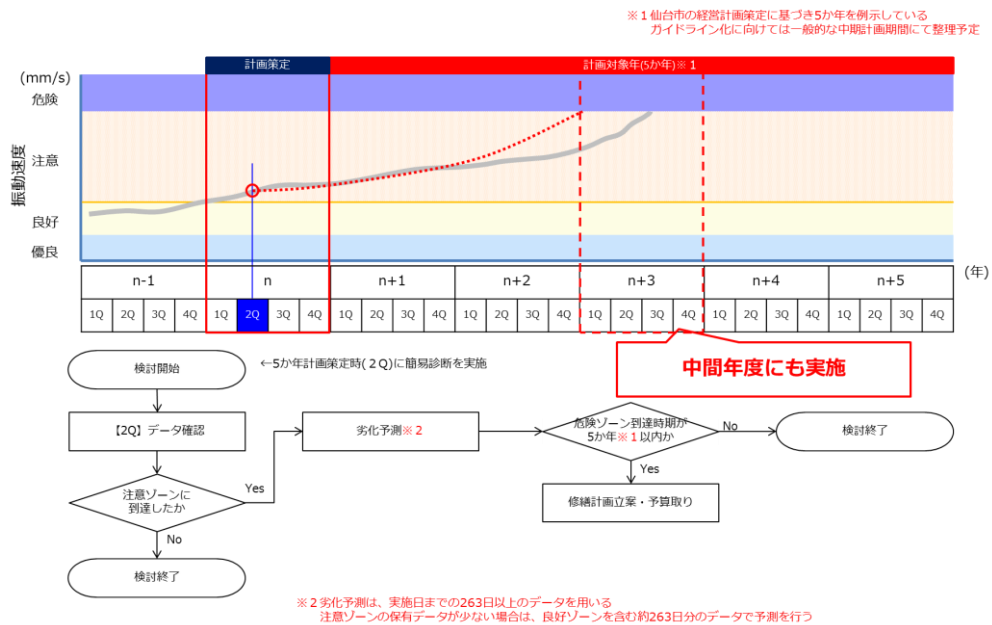 ※１仙台市の経営計画策定に基づき5か年を例示している
ガイドライン化に向けては一般的な中期計画期間にて整理予定
計画策定
計画対象年(5か年)※１
(mm/s)
危険
注意
良好
優良
振動速度
n-1
n
n+1
n+2
n+3
n+4
n+5
(年)
1Q 2Q 3Q 4Q 1Q 2Q 3Q 4Q 1Q 2Q 3Q 4Q 1Q 2Q 3Q 4Q 1Q 2Q 3Q 4Q 1Q 2Q 3Q 4Q 1Q 2Q 3Q 4Q
中間年度にも実施
検討開始
←5か年計画策定時(２Q)に簡易診断を実施
【2Q】データ確認
注意ゾーンに
到達したか
Yes
No
検討終了
劣化予測※２
危険ゾーン到達時期が
5か年※１以内か
No
検討終了
Yes
修繕計画立案・予算取り
※２劣化予測は、実施日までの263日以上のデータを用いる
注意ゾーンの保有データが少ない場合は、良好ゾーンを含む約263日分のデータで予測を行う